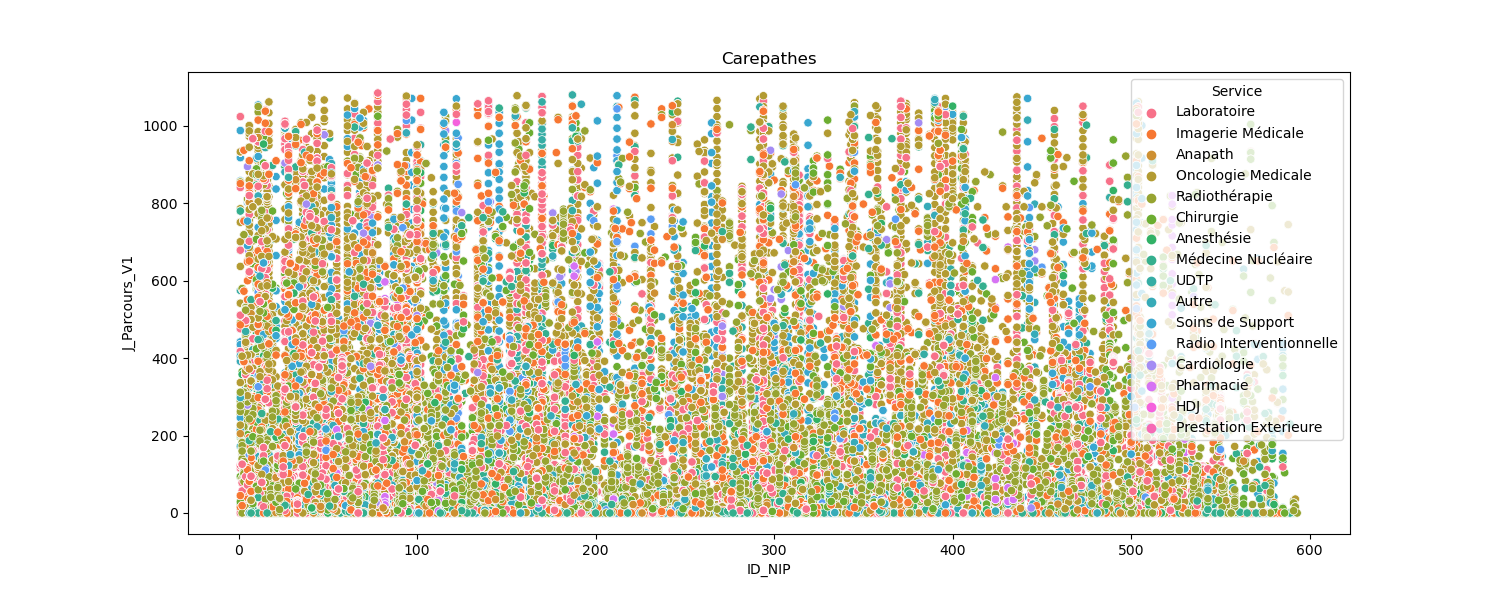 Carepathes
J_Parcours_V1
1000
800
600
400
200
0
0 100 200 300 400 500 600
ID_NIP
Service
Laboratoire
Imagerie Médicale
Anapath
Oncologie Medicale
Radiothérapie
Chirurgie
Anesthésie
Médecine Nucléaire
UDTP
Autre
Soins de Support
Radio Interventionnelle
Cardiologie
Pharmacie
HDJ
Prestation Exterieure